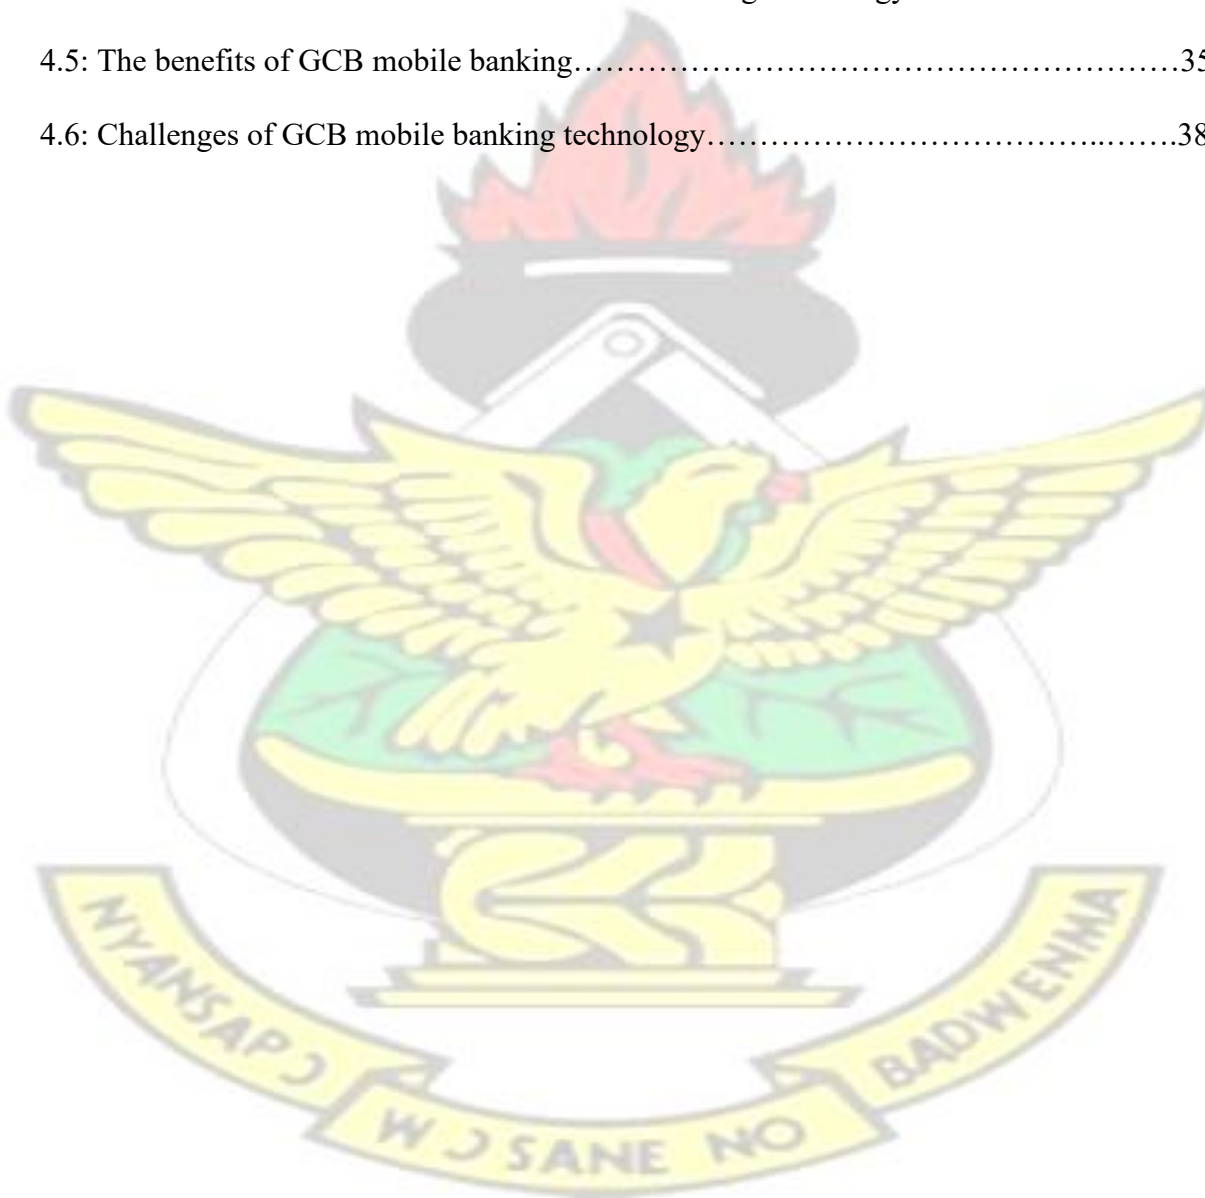 4.5: The benefits of GCB mobile banking…………………………………………………35
4.6: Challenges of GCB mobile banking technology………………………………..…….38
NYANSAPƆ
WƆSANE NO
BADWENMA